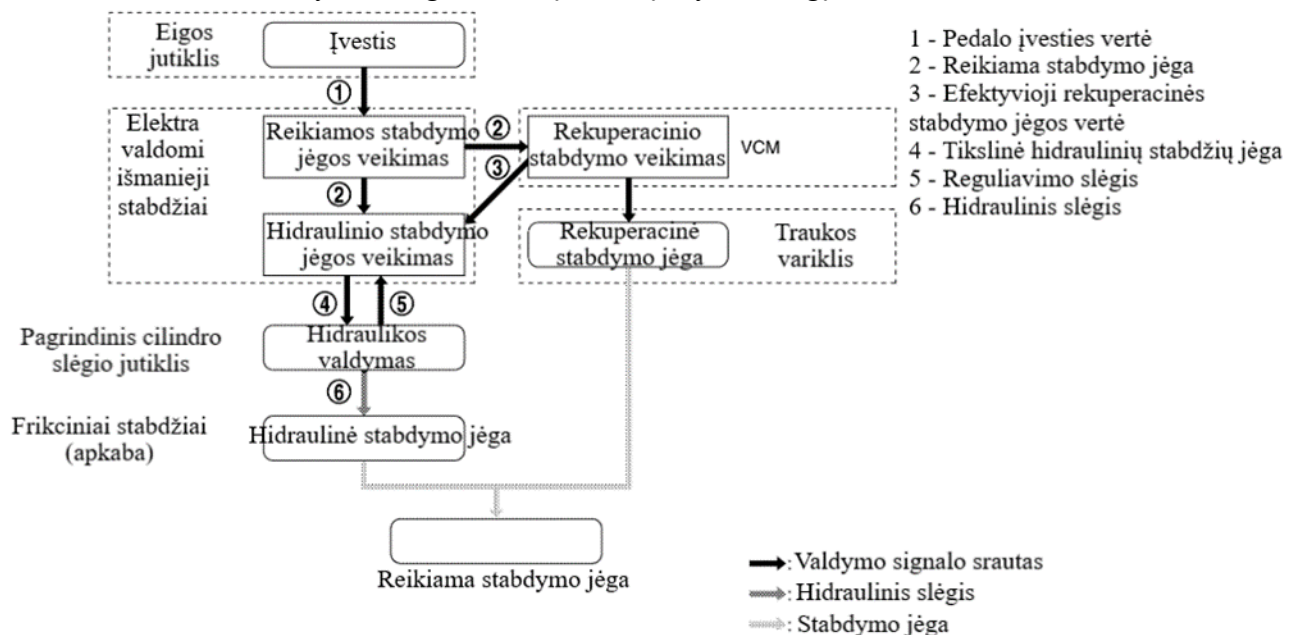 Eigos
jutiklis
Įvestis
①
Elektra
valdomi
išmanieji
stabdžiai
Reikiamos stabdymo
jėgos veikimas
②
Rekuperacinio
stabdymo veikimas
VCM
③
②
Hidraulinio stabdymo
jėgos veikimas
Rekuperacinė
stabdymo jėga
Traukos
variklis
④
⑤
Pagrindinis cilindro
slėgio jutiklis
Hidraulikos
valdymas
⑥
Frikciniai stabdžiai
(apkaba)
Hidraulinė stabdymo jėga
Reikiama stabdymo jėga
1 - Pedalo įvesties vertė
2 - Reikiama stabdymo jėga
3 - Efektyvioji rekuperacinės
stabdymo jėgos vertė
4 - Tikslinė hidraulinių stabdžių jėga
5 - Reguliavimo slėgis
6 - Hidraulinis slėgis
: Valdymo signalo srautas
: Hidraulinis slėgis
: Stabdymo jėga